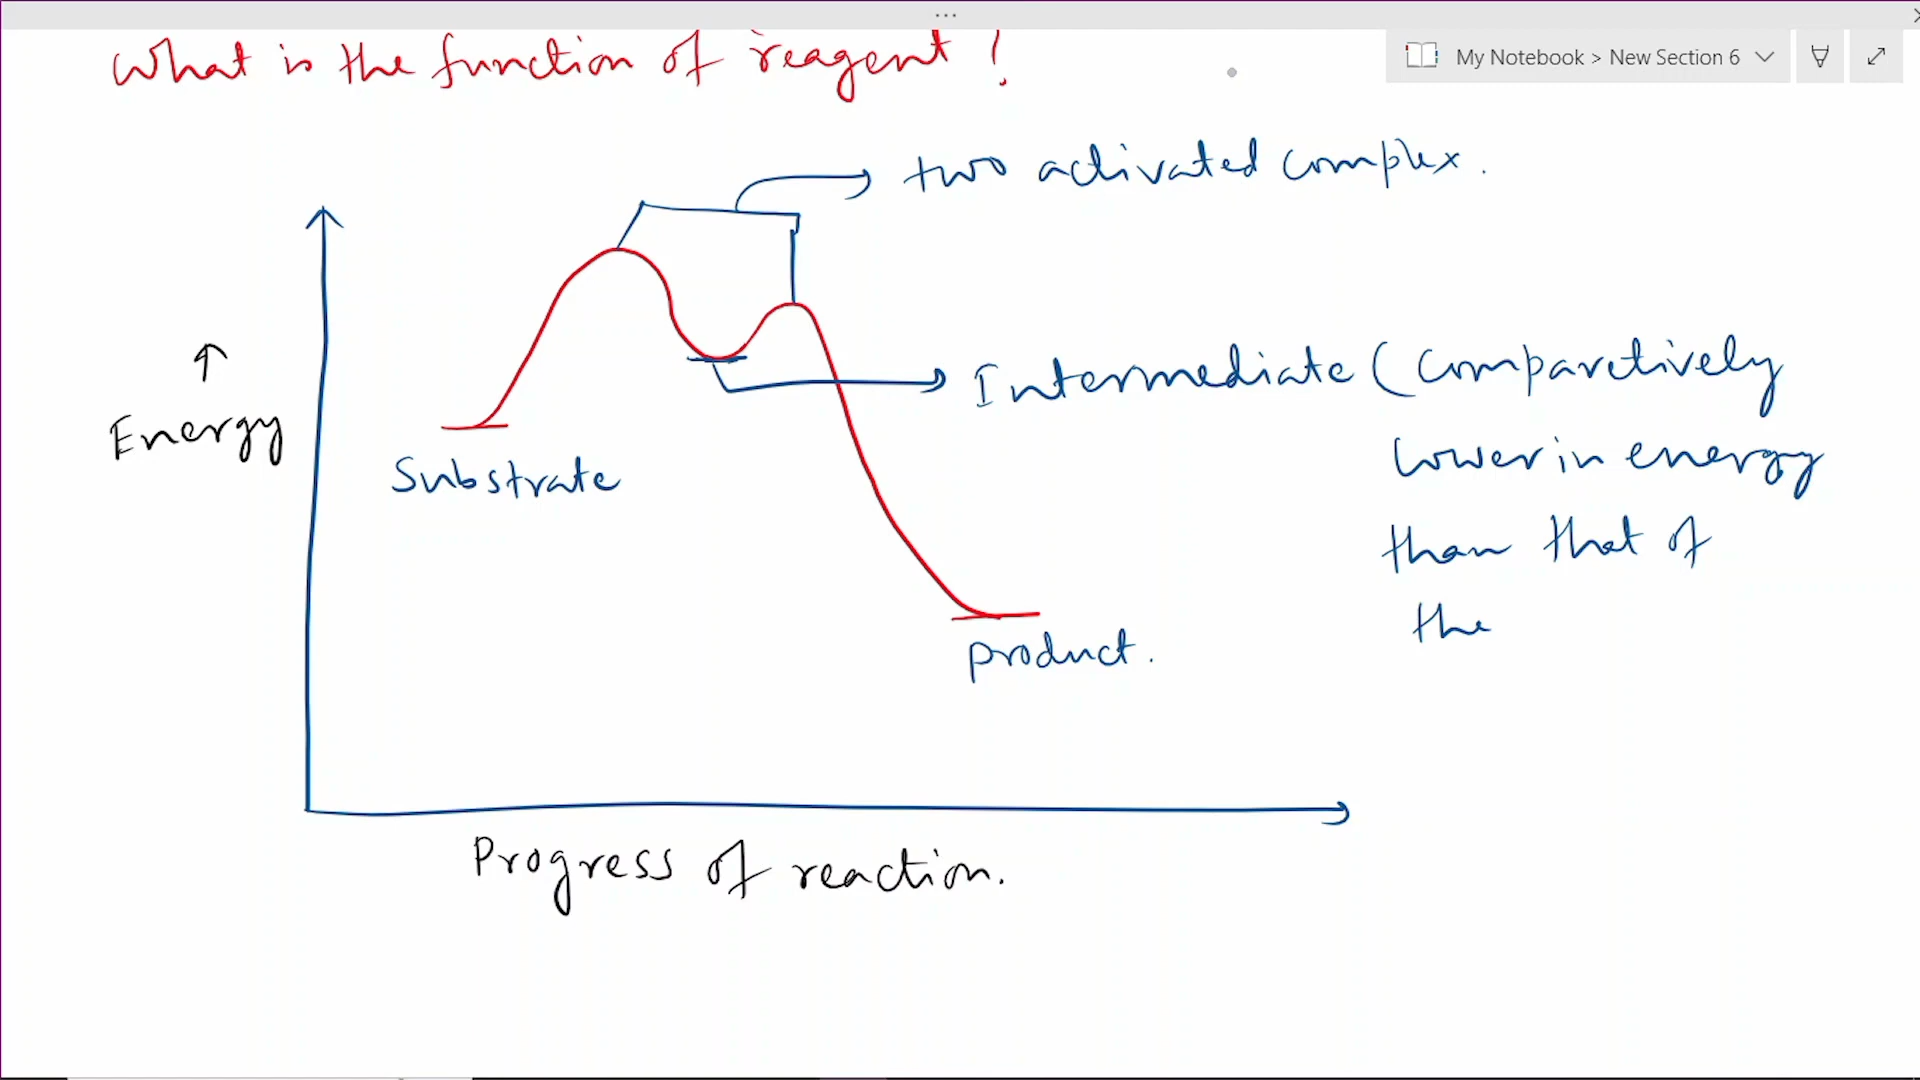 What is the function of reagent !
My Notebook > New Section 6
two activated complex.
↑
Energy
Intermediate ( Comparetively
lower in energy
than that of
the
Substrate
product.
Progress of reaction.